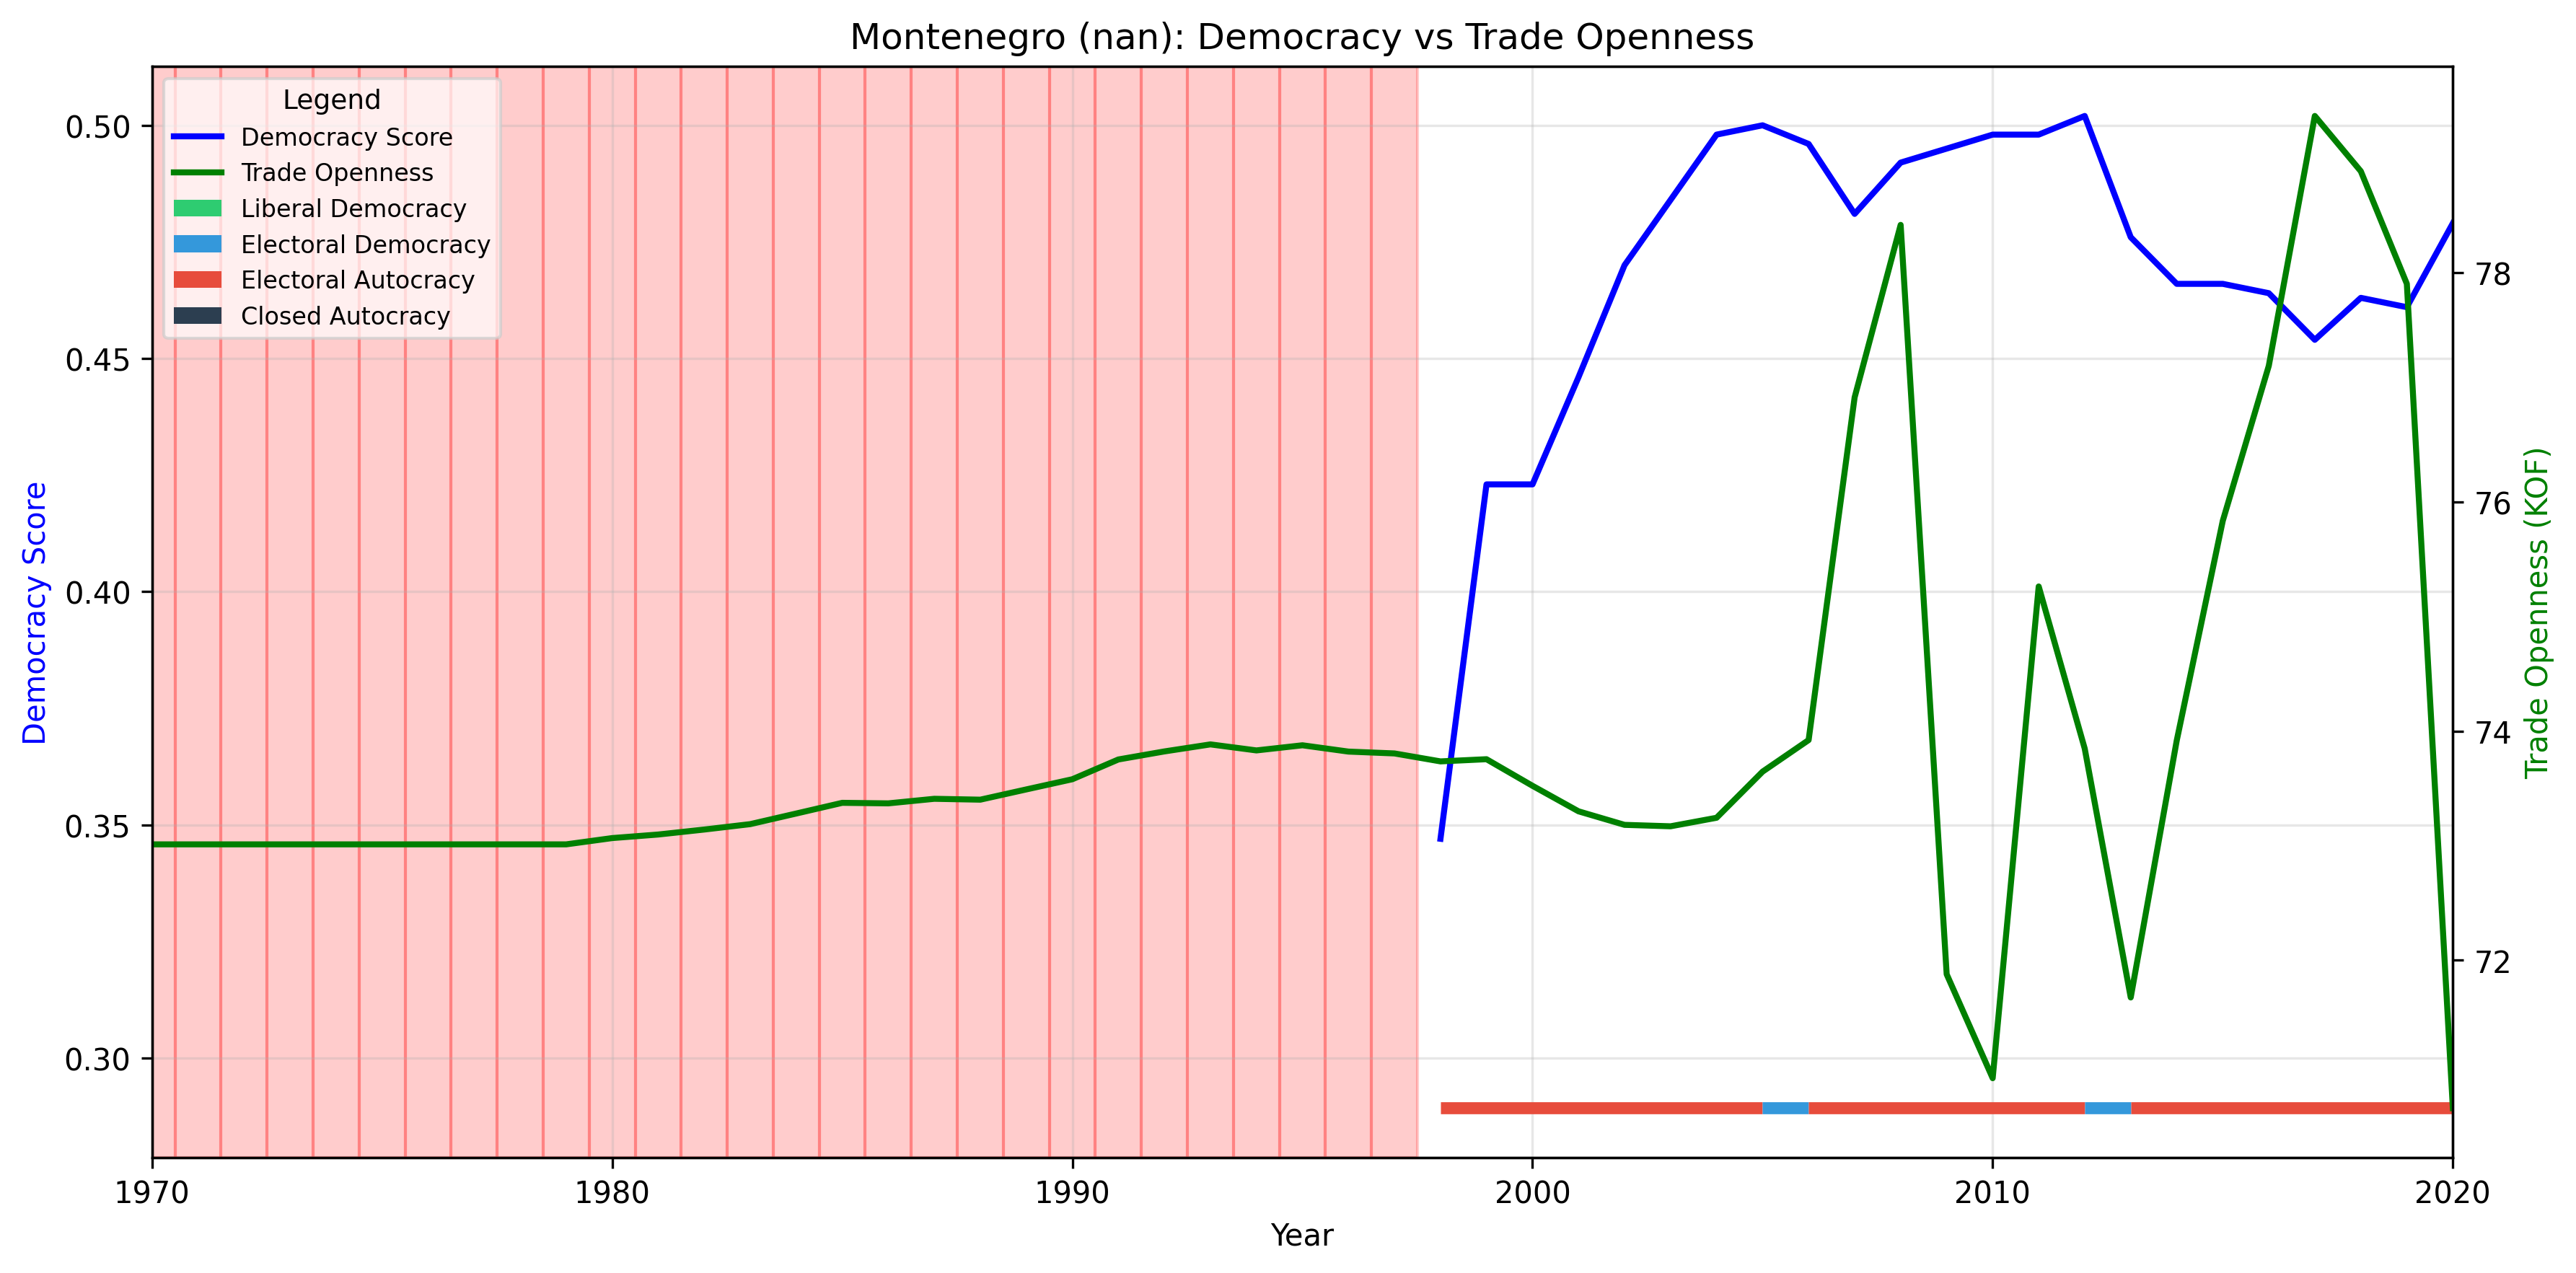 Montenegro (nan): Democracy vs Trade Openness
Legend
Democracy Score
Trade Openness
Liberal Democracy
Electoral Democracy
Electoral Autocracy
Closed Autocracy
0.50
0.45
0.40
0.35
0.30
Democracy Score
78
76
74
72
Trade Openness (KOF)
1970 1980 1990 2000 2010 2020
Year